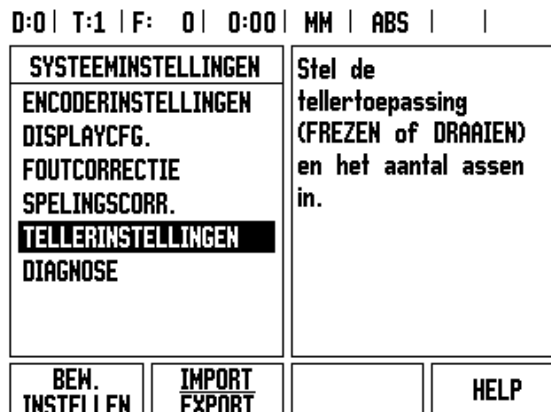 D:0| T:1 |F: 0| 0:00| MM | ABS | |
SYSTEEMINSTELLINGEN
ENCODERINSTELLINGEN
DISPLAYCFG.
FOUTCORRECTIE
SPELINGSCORR.
TELLERINSTELLINGEN
DIAGNOSE
Stel de
tellertoepassing
(FREZEN of DRAAIEN)
en het aantal assen
in.
BEW.
INSTELLEN
IMPORT
EXPORT
HELP